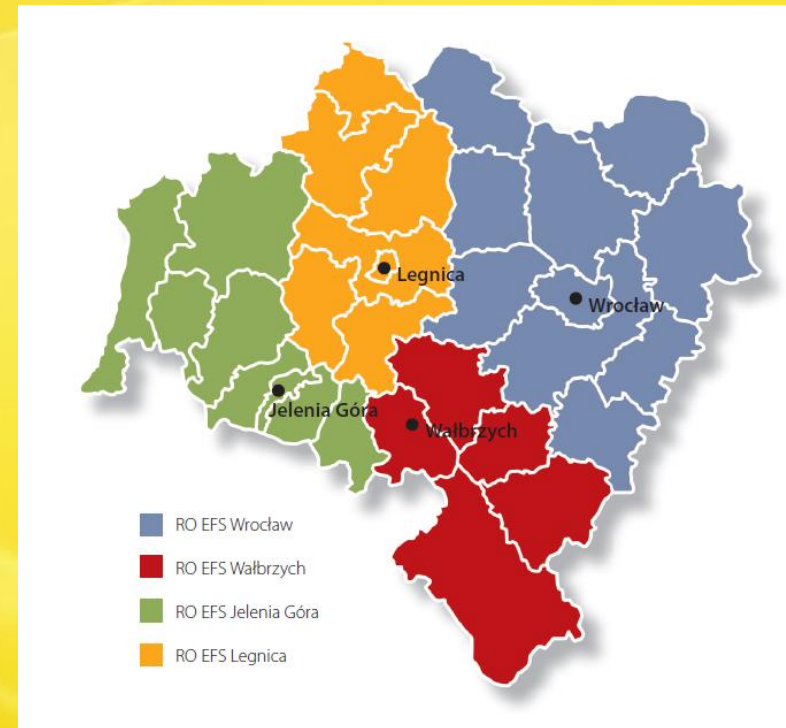 Legnica
Wrocław
Jelenia Góra
Wałbrzych
RO EFS Wrocław
RO EFS Wałbrzych
RO EFS Jelenia Góra
RO EFS Legnica